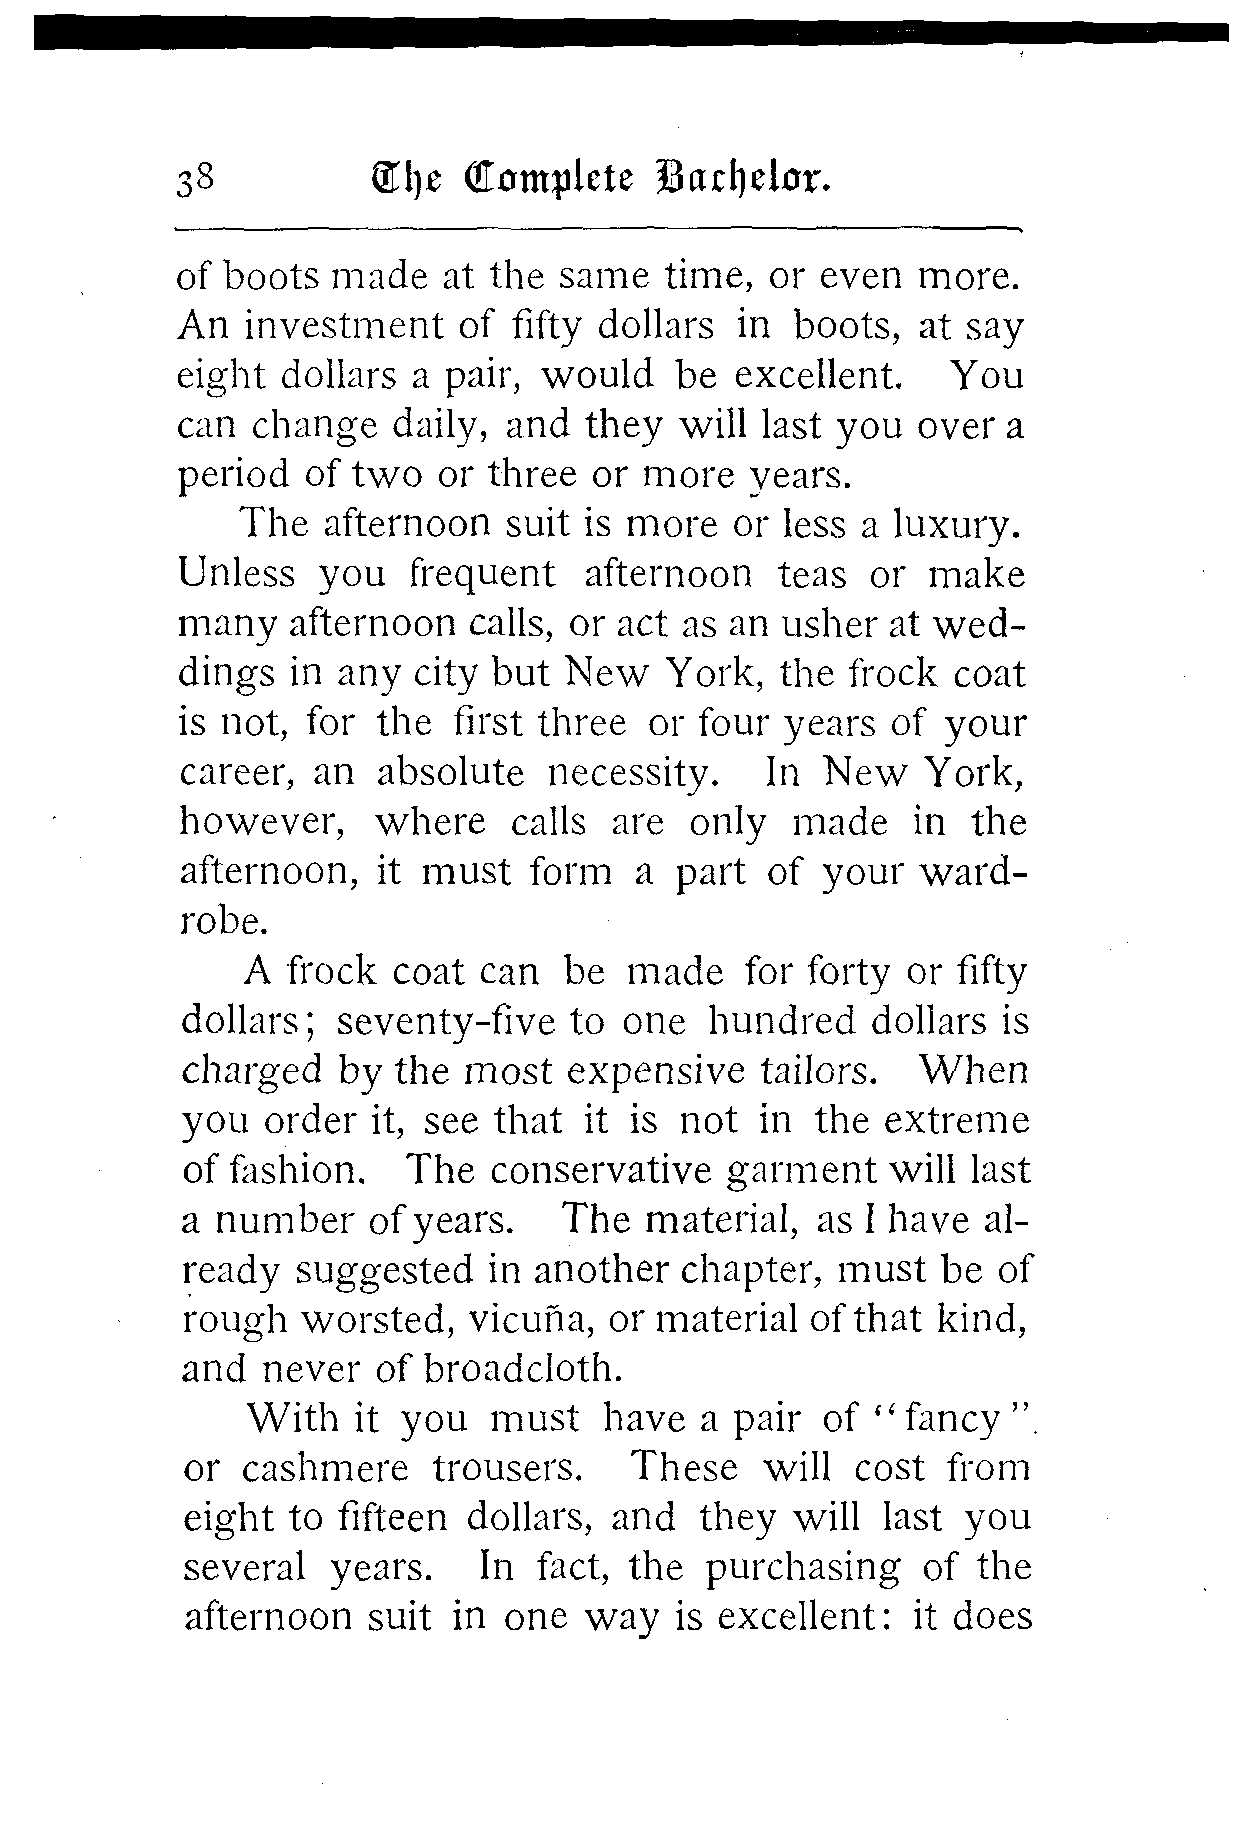 38 The Complete Bachelor.
of boots made at the same time, or even more.
An investment of fifty dollars in boots, at say
eight dollars a pair, would be excellent. You
can change daily, and they will last you over a
period of two or three or more years.
The afternoon suit is more or less a luxury.
Unless you frequent afternoon teas or make
many afternoon calls, or act as an usher at wed-
dings in any city but New York, the frock coat
is not, for the first three or four years of your
career, an absolute necessity. In New York,
however, where calls are only made in the
afternoon, it must form a part of your ward-
robe.
A frock coat can be made for forty or fifty
dollars; seventy-five to one hundred dollars is
charged by the most expensive tailors. When
you order it, see that it is not in the extreme
of fashion. The conservative garment will last
a number of years. The material, as I have al-
ready suggested in another chapter, must be of
rough worsted, vicuña, or material of that kind,
and never of broadcloth.
With it you must have a pair of “fancy”
or cashmere trousers. These will cost from
eight to fifteen dollars, and they will last you
several years. In fact, the purchasing of the
afternoon suit in one way is excellent: it does